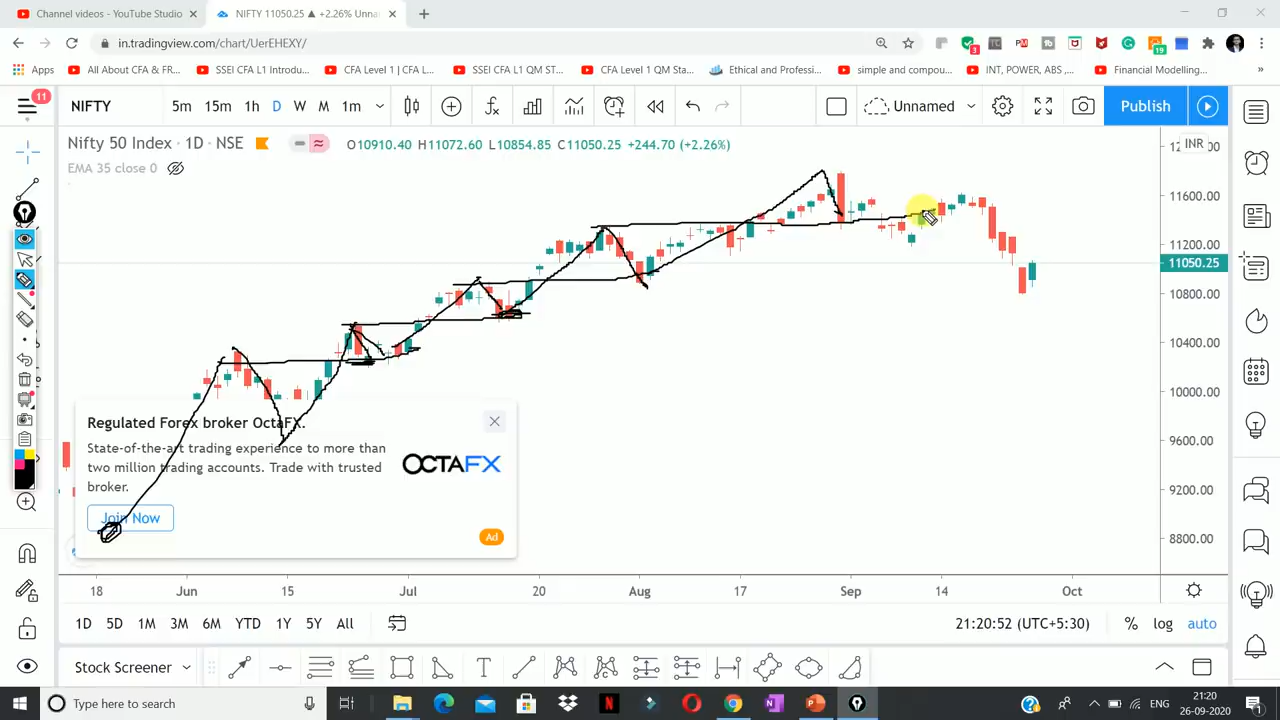 Channel videos - YouTube Studio
NIFTY 11050.25 ▲ +2.26% Unna
in.tradingview.com/chart/UerEHEXY/
Apps
All About CFA & FR...
SSEI CFA L1 Introdu...
CFA Level 1 | CFA L...
SSEI CFA L1 QM ST...
CFA Level 1 QM Sta...
Ethical and Professi...
simple and compou...
INT, POWER, ABS ,...
Financial Modelling...
11
NIFTY
5m 15m 1h D W M 1m
Unnamed
Publish
Nifty 50 Index · 1D · NSE
O10910.40 H11072.60 L10854.85 C11050.25 +244.70 (+2.26%)
INR
EMA 35 close 0
11600.00
11200.00
11050.25
10800.00
10400.00
10000.00
9600.00
9200.00
8800.00
Regulated Forex broker OctaFX.
State-of-the-art trading experience to more than
two million trading accounts. Trade with trusted
broker.
OCTAFX
Join Now
Ad
18 Jun 15 Jul 20 Aug 17 Sep 14 Oct
1D 5D 1M 3M 6M YTD 1Y 5Y All
21:20:52 (UTC+5:30)
% log auto
Stock Screener
Type here to search
ENG
21:20
26-09-2020